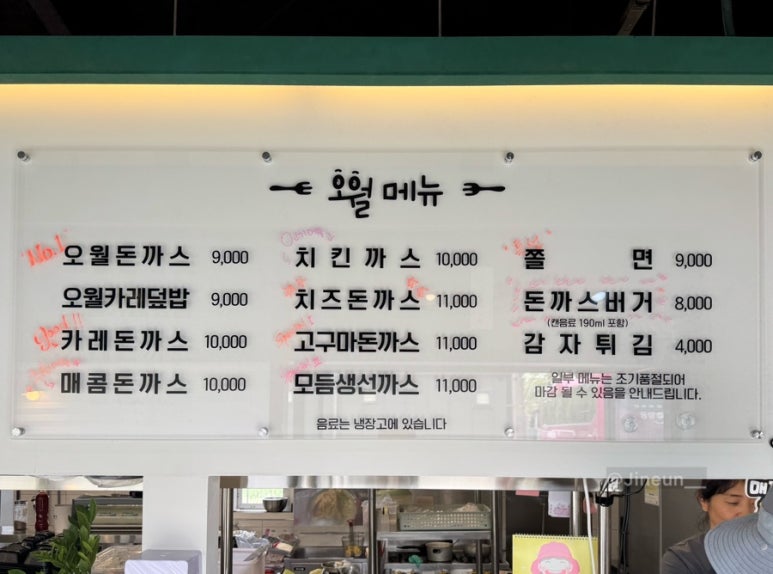 오월 메뉴
"No.1"
오월돈까스 9,000
오월카레덮밥 9,000
good!!
카레돈까스 10,000
매콤돈까스 10,000
치킨까스 10,000
치즈돈까스 11,000
고구마돈까스 11,000
모듬생선까스 11,000
음료는 냉장고에 있습니다
쫄면 9,000
돈까스버거 8,000
(캔음료 190ml 포함)
감자튀김 4,000
일부 메뉴는 조기품절되어
마감 될 수 있음을 안내드립니다.
@Jineun__